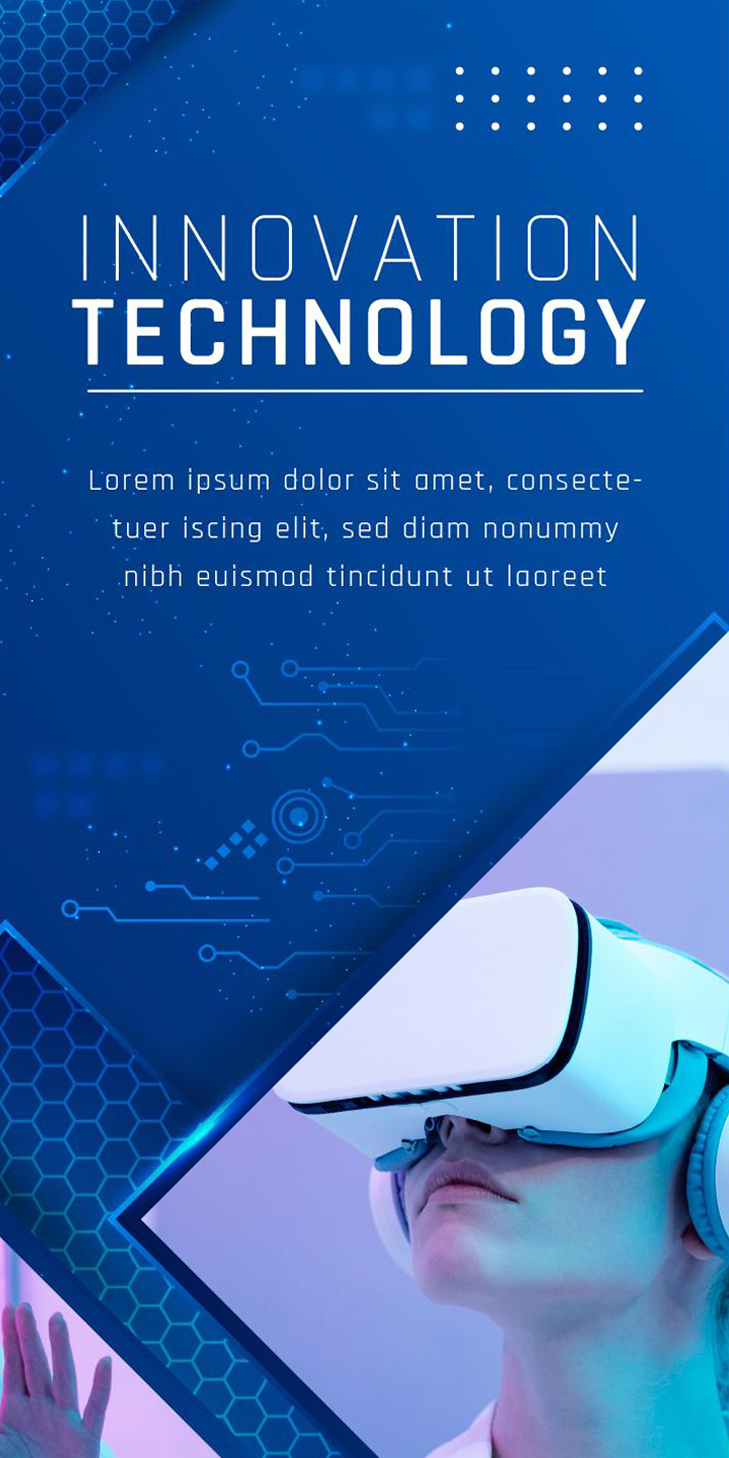 INNOVATION
TECHNOLOGY
Lorem ipsum dolor sit amet, consecte-
tuer iscing elit, sed diam nonummy
nibh euismod tincidunt ut laoreet